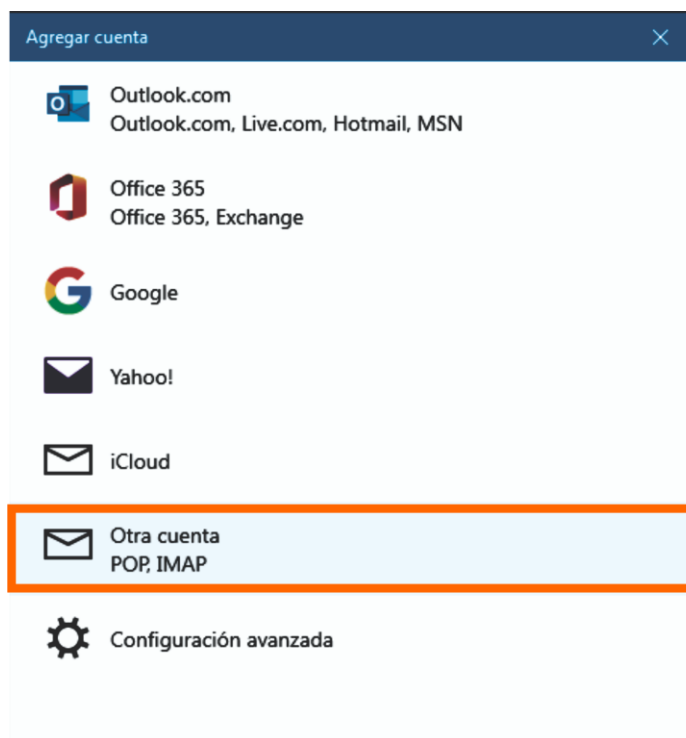 Agregar cuenta
Outlook.com
Outlook.com, Live.com, Hotmail, MSN
Office 365
Office 365, Exchange
Google
Yahoo!
iCloud
Otra cuenta
POP, IMAP
Configuración avanzada